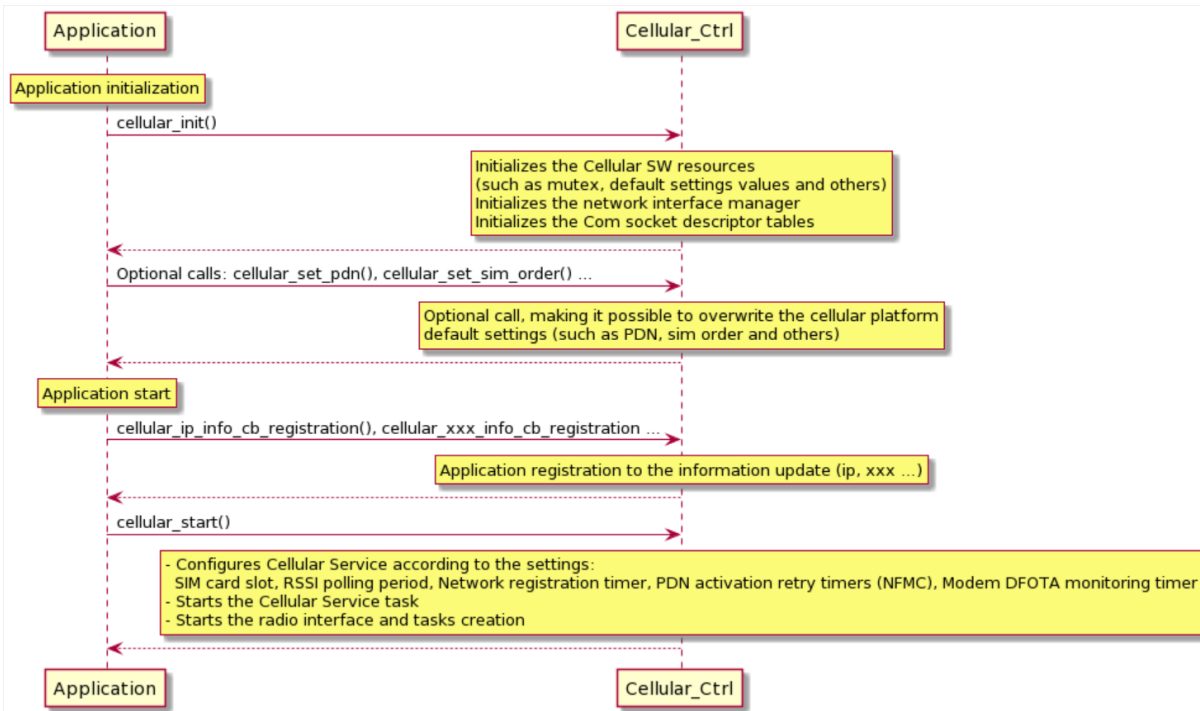 Application
Cellular_Ctrl
Application initialization
cellular_init()
Initializes the Cellular SW resources
(such as mutex, default settings values and others)
Initializes the network interface manager
Initializes the Com socket descriptor tables
Optional calls: cellular_set_pdn(), cellular_set_sim_order() ...
Optional call, making it possible to overwrite the cellular platform
default settings (such as PDN, sim order and others)
Application start
cellular_ip_info_cb_registration(), cellular_xxx_info_cb_registration ...
Application registration to the information update (ip, xxx ...)
cellular_start()
- Configures Cellular Service according to the settings:
SIM card slot, RSSI polling period, Network registration timer, PDN activation retry timers (NFMC), Modem DFOTA monitoring timer
- Starts the Cellular Service task
- Starts the radio interface and tasks creation
Application
Cellular_Ctrl